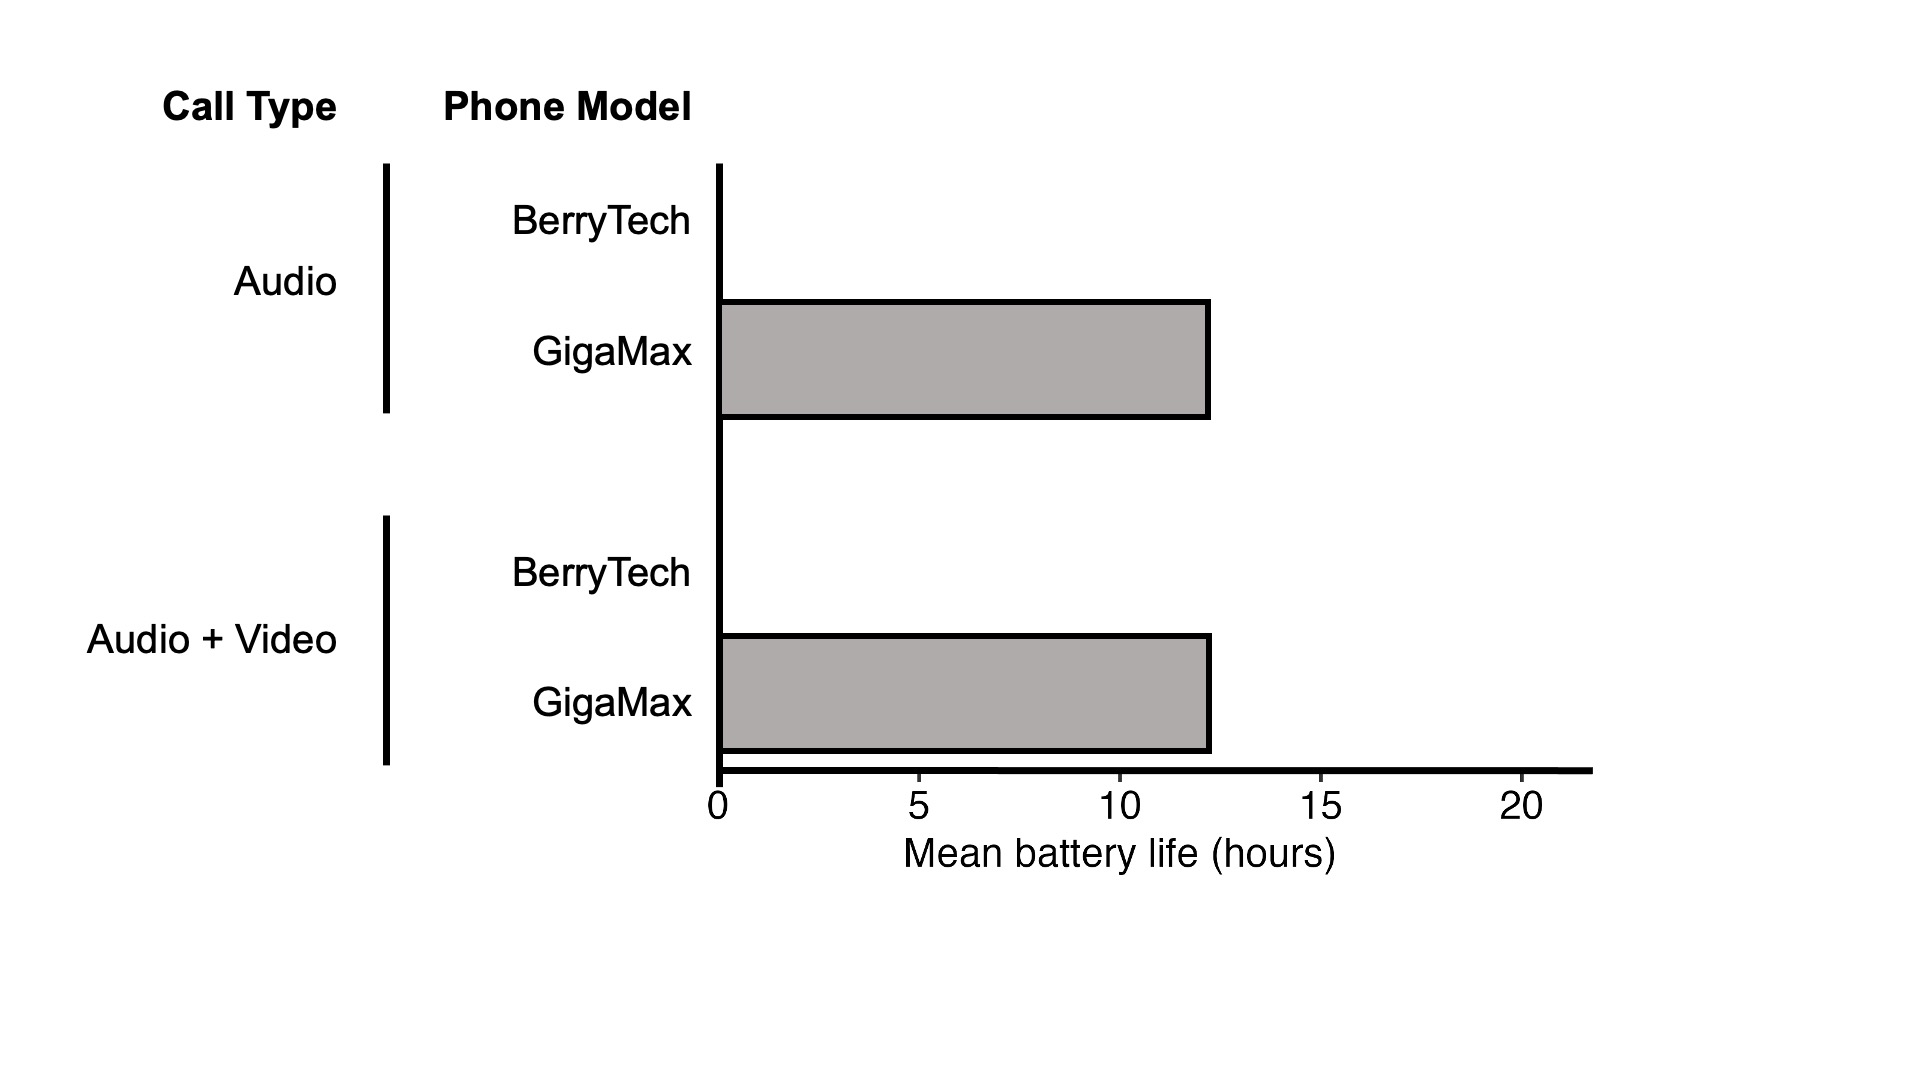 Call Type Phone Model
BerryTech
Audio
GigaMax
BerryTech
Audio + Video
GigaMax
0 5 10 15 20
Mean battery life (hours)